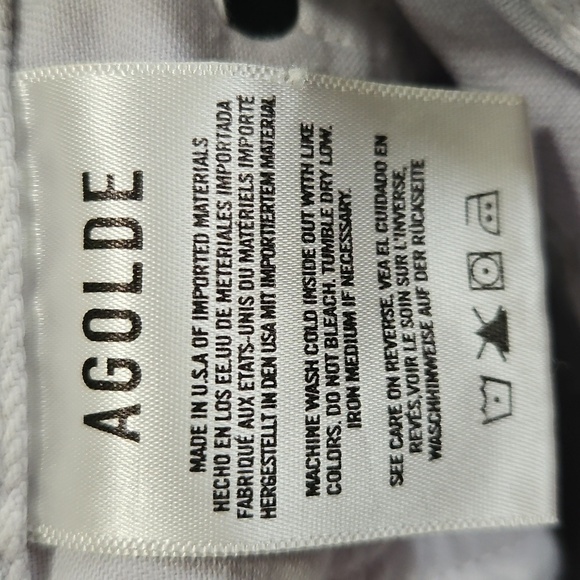 AGOLDE
MADE IN U.S.A OF IMPORTED MATERIALS
HECHO EN LOS EE.UU DE METERIALES IMPORTADA
FABRIQUÉ AUX ETATS-UNIS DU MATÉRIELS IMPORTÉ
HERGESTELLT IN DEN USA MIT IMPORTIERTEM MATERIAL
MACHINE WASH COLD INSIDE OUT WITH LIKE
COLORS, DO NOT BLEACH. TUMBLE DRY LOW.
IRON MEDIUM IF NECESSARY.
SEE CARE ON REVERSE, VEA EL CUIDADO EN
REVÉS, VOIR LE SOIN SUR L'INVERSE,
WASCHHINWEISE AUF DER RÜCKSEITE